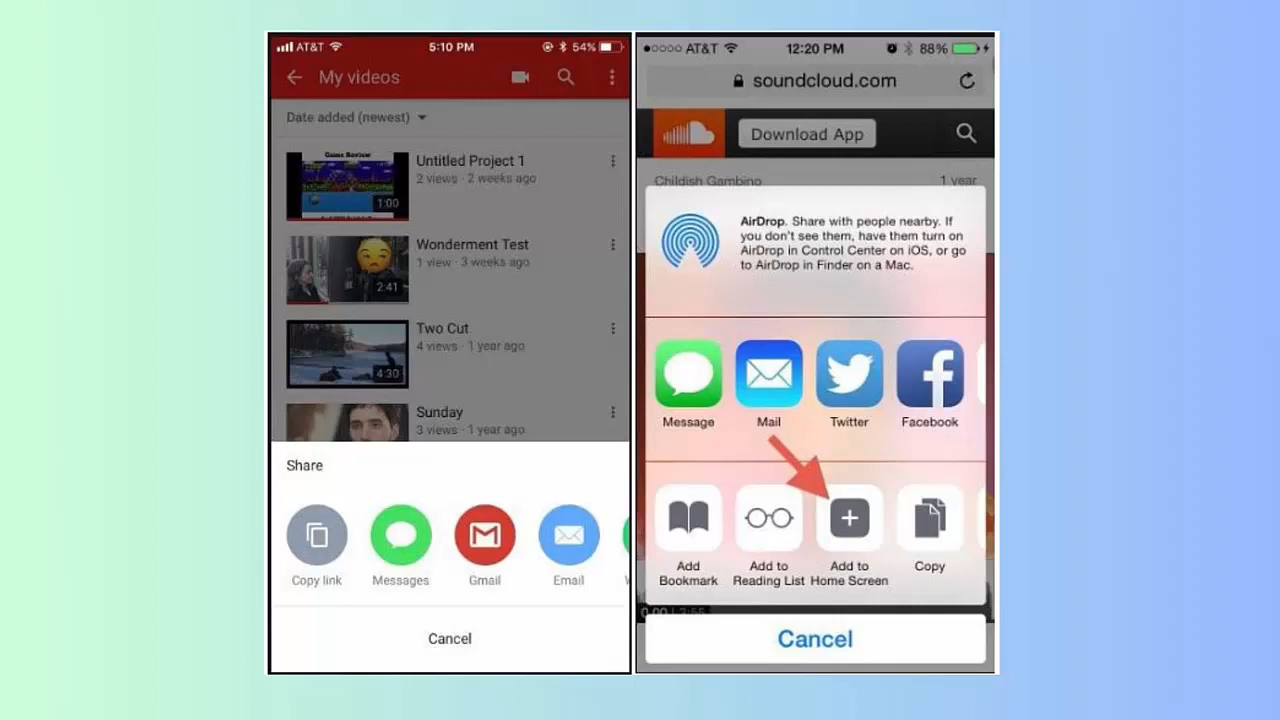 AT&T
5:10 PM
54%
My videos
Date added (newest)
Game Review
1:00
Untitled Project 1
2 views · 2 weeks ago
2:41
Wonderment Test
1 view · 3 weeks ago
4:30
Two Cut
4 views · 1 year ago
Sunday
3 views · 1 year ago
Share
Copy link
Messages
Gmail
Email
Cancel
AT&T
12:20 PM
88%
soundcloud.com
Download App
Childish Gambino
1 year
AirDrop. Share with people nearby. If
you don't see them, have them turn on
AirDrop in Control Center on iOS, or go
to AirDrop in Finder on a Mac.
Message
Mail
Twitter
Facebook
Add
Bookmark
Add to
Reading List
Add to
Home Screen
Copy
Cancel